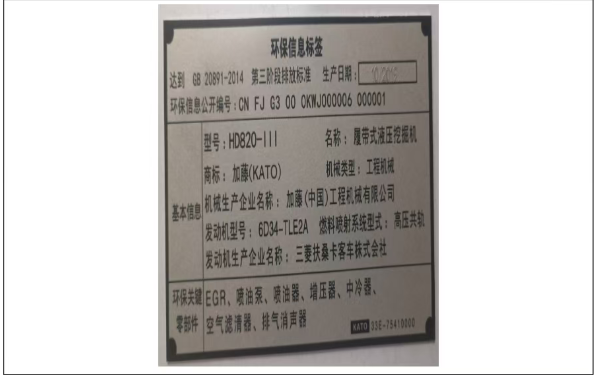 环保信息标签
达到 GB 20891-2014 第三阶段排放标准 生产日期:
环保信息公开编号: CN FJ G3 00 0KWJ000006 000001
基本信息
型号: HD820-III 名称: 履带式液压挖掘机
商标: 加藤(KATO) 机械类型: 工程机械
机械生产企业名称: 加藤(中国)工程机械有限公司
发动机型号: 6D34-TLE2A 燃料喷射系统型式: 高压共轨
发动机生产企业名称: 三菱扶桑卡客车株式会社
环保关键
零部件
EGR、喷油泵、喷油器、增压器、中冷器、
空气滤清器、排气消声器
KATO 33E-75410000